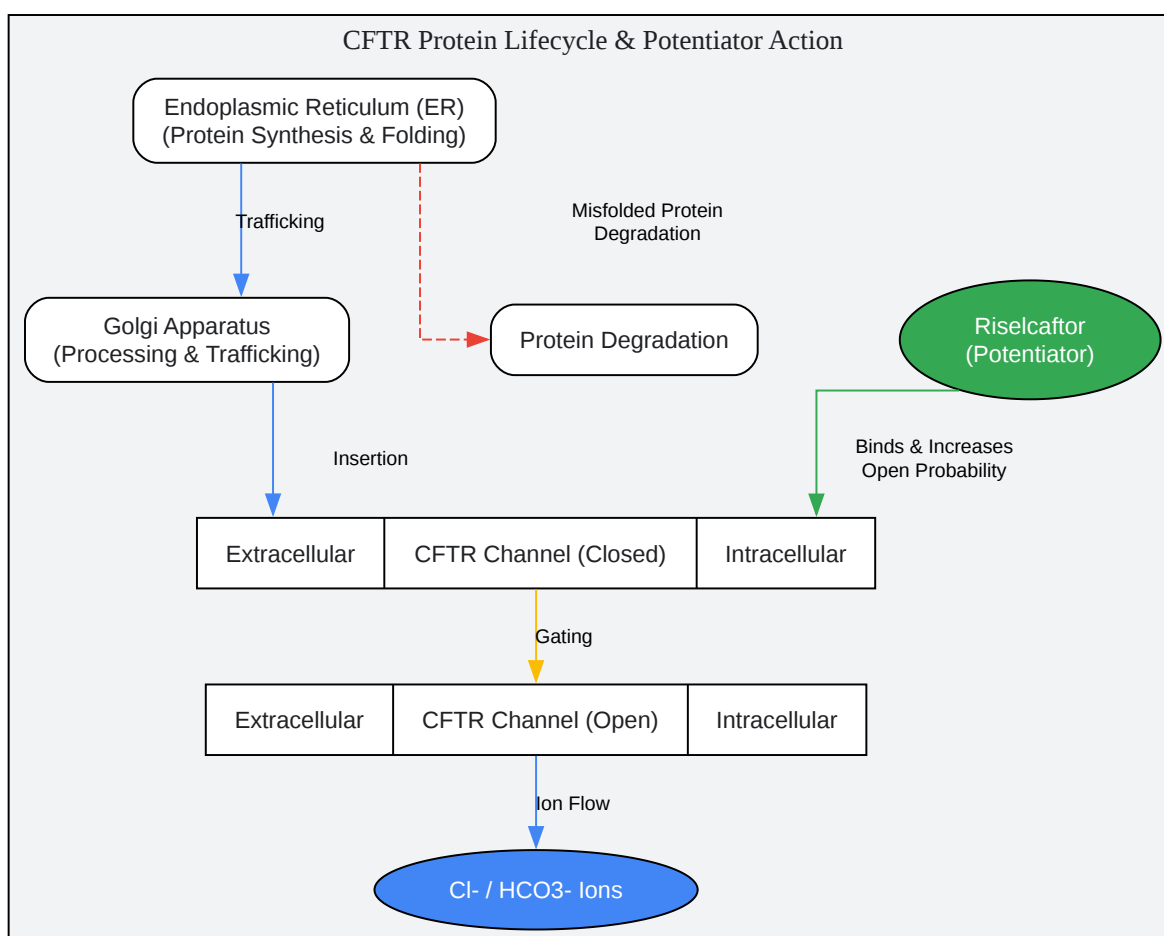 CFTR Protein Lifecycle & Potentiator Action
Endoplasmic Reticulum (ER)
(Protein Synthesis & Folding)
Trafficking
Misfolded Protein
Degradation
Golgi Apparatus
(Processing & Trafficking)
Protein Degradation
Riselcaftor
(Potentiator)
Insertion
Binds & Increases
Open Probability
Extracellular
CFTR Channel (Closed)
Intracellular
Gating
Extracellular
CFTR Channel (Open)
Intracellular
Ion Flow
Cl- / HCO3- Ions